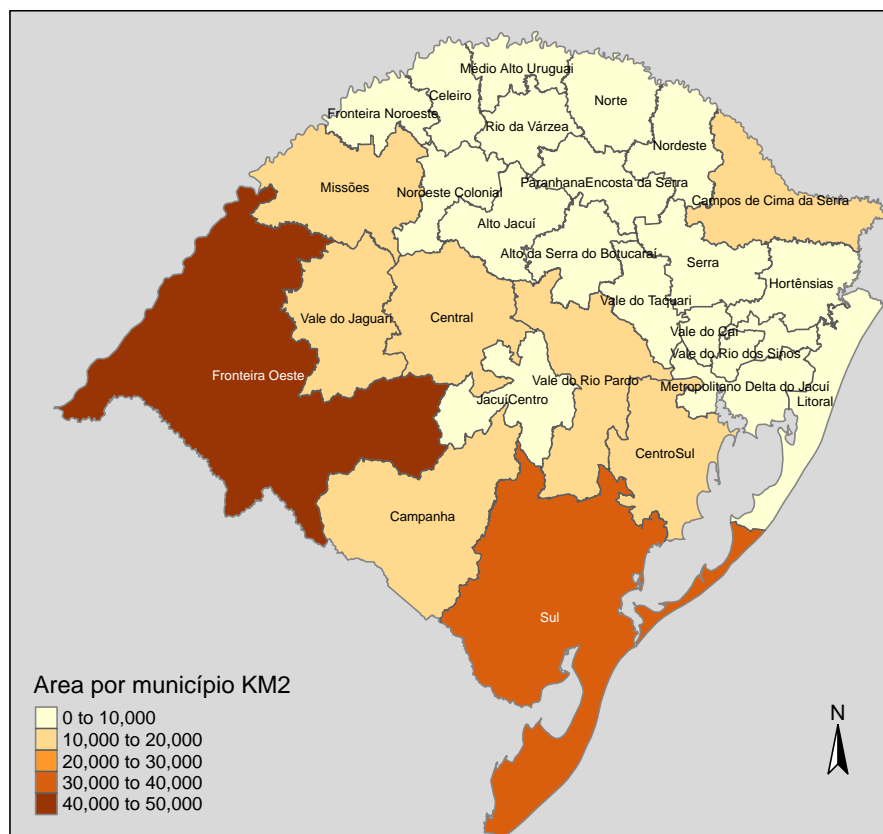 Médio Alto Uruguai
Celeiro
Norte
Fronteira Noroeste
Rio da Várzea
Nordeste
Missões
Noroeste Colonial
ParanhanaEncosta da Serra
Campos de Cima da Serra
Alto Jacuí
Alto da Serra do Botucaraí
Serra
Hortênsias
Vale do Taquari
Vale do Jaguari
Central
Vale do Caí
Vale do Rio dos Sinos
Fronteira Oeste
Vale do Rio Pardo
Metropolitano Delta do Jacuí
JacuíCentro
Litoral
CentroSul
Campanha
Sul
Area por município KM2
0 to 10,000
10,000 to 20,000
20,000 to 30,000
30,000 to 40,000
40,000 to 50,000
N